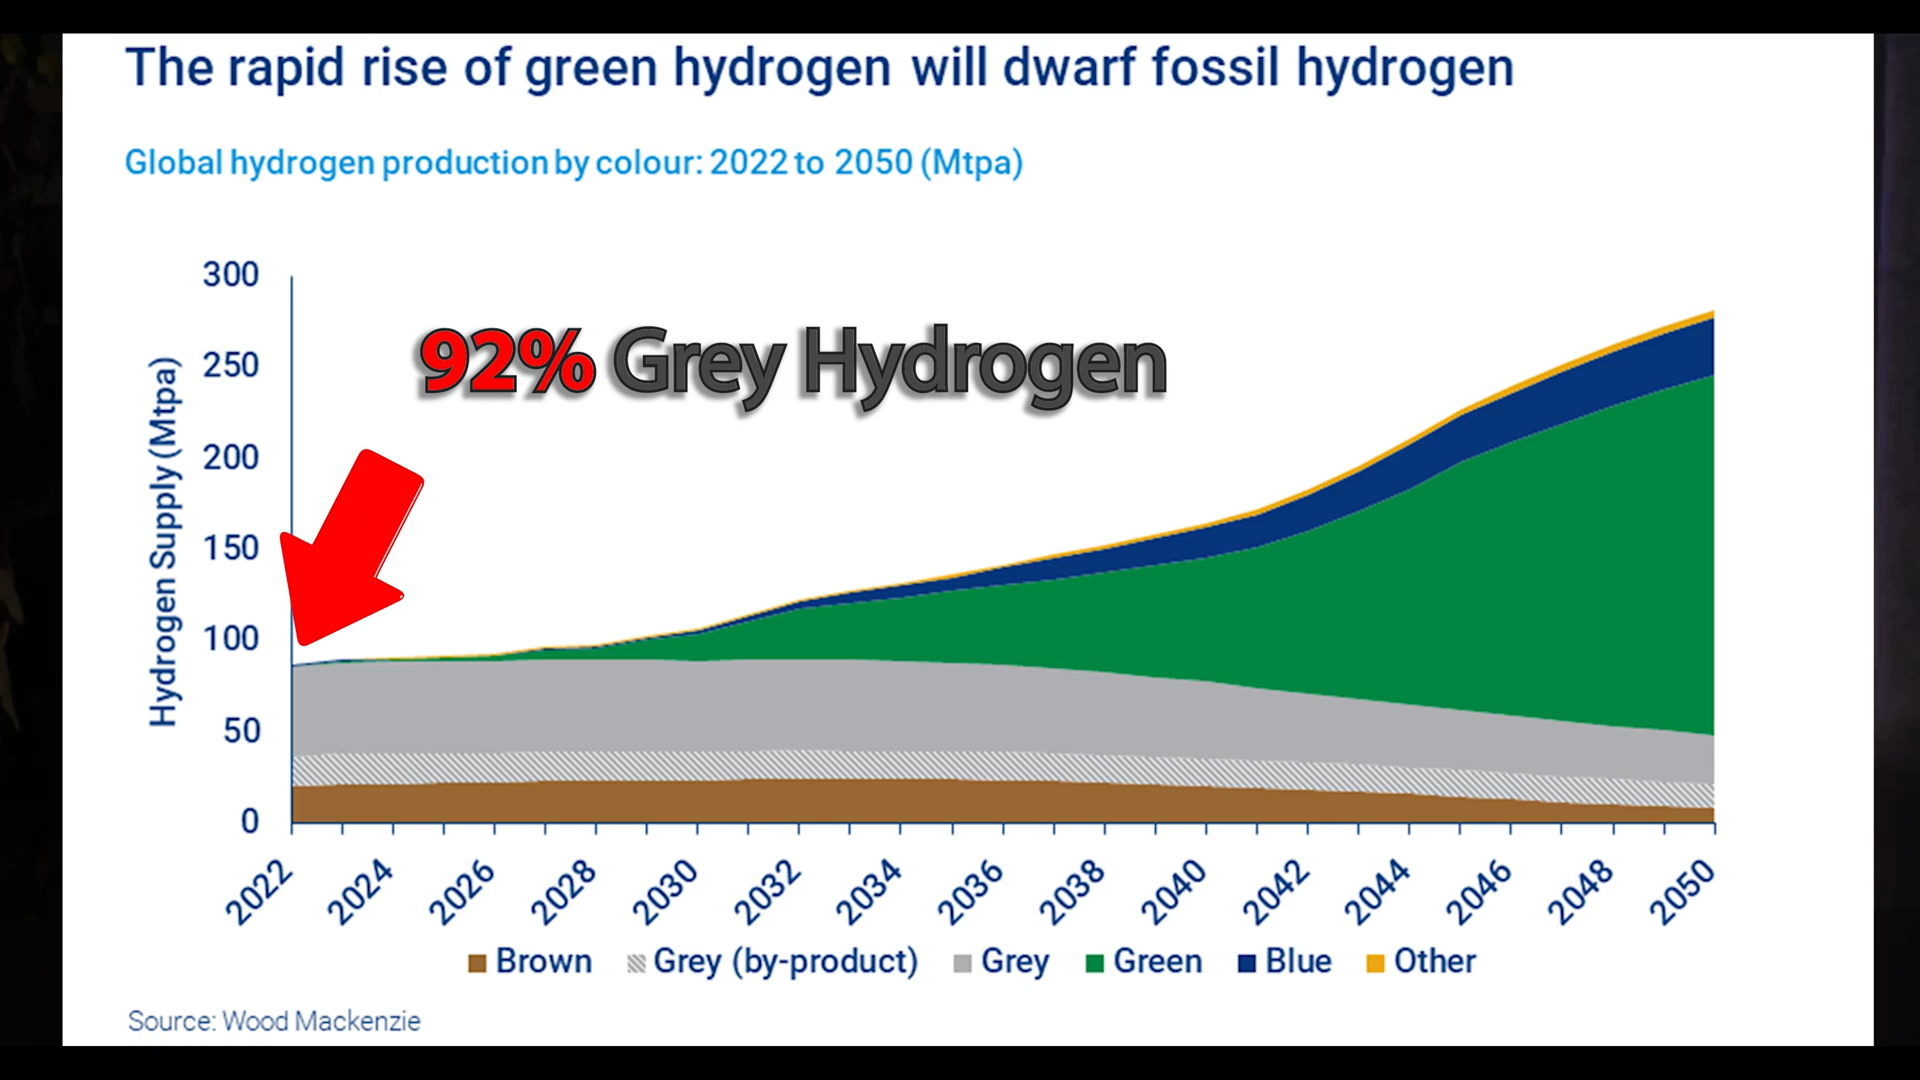 The rapid rise of green hydrogen will dwarf fossil hydrogen
Global hydrogen production by colour: 2022 to 2050 (Mtpa)
Hydrogen Supply (Mtpa)
300
250
200
150
100
50
0
92% Grey Hydrogen
2022 2024 2026 2028 2030 2032 2034 2036 2038 2040 2042 2044 2046 2048 2050
Brown Grey (by-product) Grey Green Blue Other
Source: Wood Mackenzie